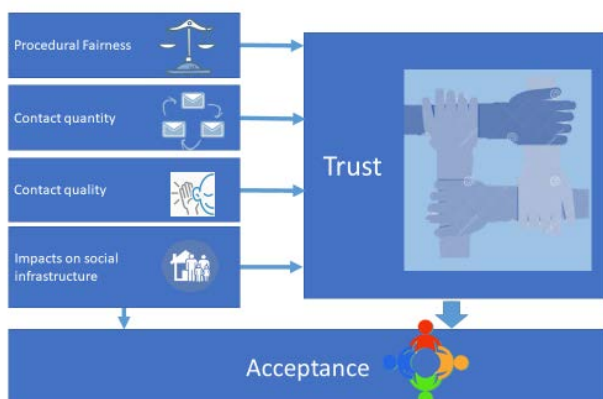 Procedural Fairness
Contact quantity
Contact quality
Impacts on social
infrastructure
Trust
Acceptance